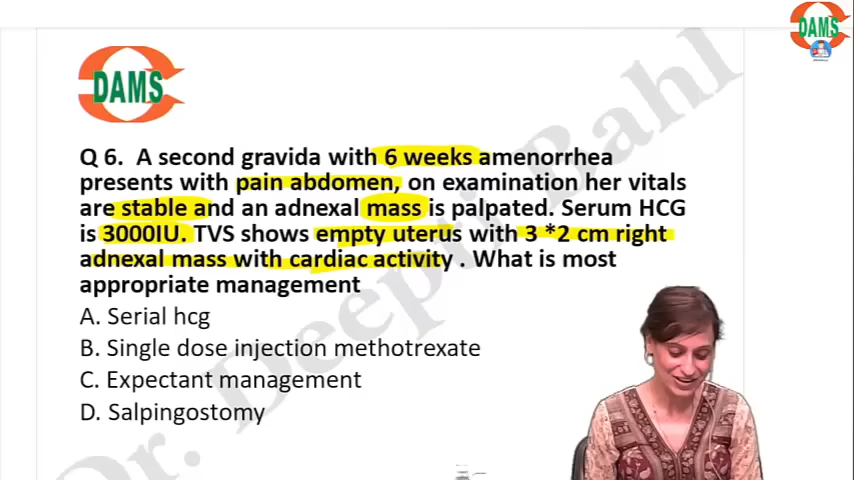 DAMS
DAMS
Q 6. A second gravida with 6 weeks amenorrhea
presents with pain abdomen, on examination her vitals
are stable and an adnexal mass is palpated. Serum HCG
is 3000IU. TVS shows empty uterus with 3 *2 cm right
adnexal mass with cardiac activity . What is most
appropriate management
A. Serial hcg
B. Single dose injection methotrexate
C. Expectant management
D. Salpingostomy
Dr. Deepti Bahl